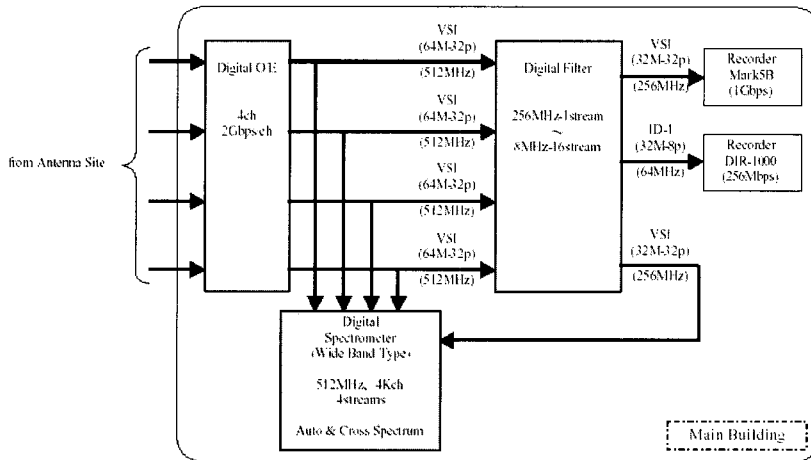 from Antenna Site
Digital O/E
4ch
2Gbps/ch
VSI
(64M-32p)
(512MHz)
VSI
(64M-32p)
(512MHz)
VSI
(64M-32p)
(512MHz)
VSI
(64M-32p)
(512MHz)
Digital Filter
256MHz-1stream
~
8MHz-16stream
VSI
(32M-32p)
(256MHz)
ID-1
(32M-8p)
(64MHz)
VSI
(32M-32p)
(256MHz)
Recorder
Mark5B
(1Gbps)
Recorder
DIR-1000
(256Mbps)
Digital
Spectrometer
(Wide Band Type)
512MHz、 4Kch
4streams
Auto & Cross Spectrum
Main Building